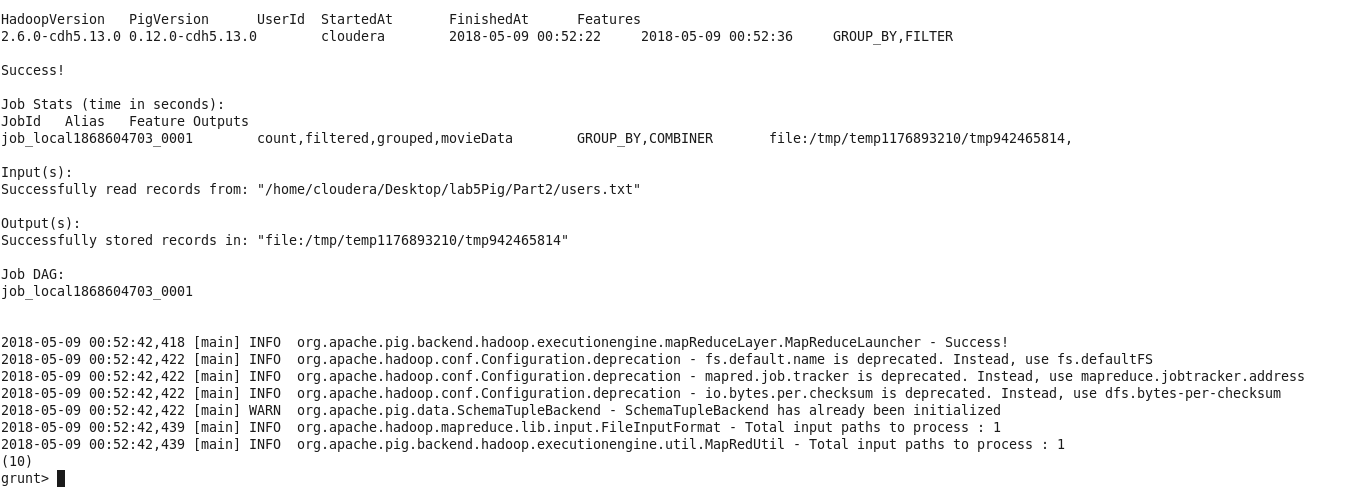 HadoopVersion   PigVersion      UserId  StartedAt       FinishedAt      Features
2.6.0-cdh5.13.0 0.12.0-cdh5.13.0        cloudera        2018-05-09 00:52:22     2018-05-09 00:52:36     GROUP_BY,FILTER
Success!
Job Stats (time in seconds):
JobId   Alias   Feature Outputs
job_local1868604703_0001        count,filtered,grouped,movieData        GROUP_BY,COMBINER       file:/tmp/temp1176893210/tmp942465814,
Input(s):
Successfully read records from: "/home/cloudera/Desktop/lab5Pig/Part2/users.txt"
Output(s):
Successfully stored records in: "file:/tmp/temp1176893210/tmp942465814"
Job DAG:
job_local1868604703_0001
2018-05-09 00:52:42,418 [main] INFO  org.apache.pig.backend.hadoop.executionengine.mapReduceLayer.MapReduceLauncher - Success!
2018-05-09 00:52:42,422 [main] INFO  org.apache.hadoop.conf.Configuration.deprecation - fs.default.name is deprecated. Instead, use fs.defaultFS
2018-05-09 00:52:42,422 [main] INFO  org.apache.hadoop.conf.Configuration.deprecation - mapred.job.tracker is deprecated. Instead, use mapreduce.jobtracker.address
2018-05-09 00:52:42,422 [main] INFO  org.apache.hadoop.conf.Configuration.deprecation - io.bytes.per.checksum is deprecated. Instead, use dfs.bytes-per-checksum
2018-05-09 00:52:42,422 [main] WARN  org.apache.pig.data.SchemaTupleBackend - SchemaTupleBackend has already been initialized
2018-05-09 00:52:42,439 [main] INFO  org.apache.hadoop.mapreduce.lib.input.FileInputFormat - Total input paths to process : 1
2018-05-09 00:52:42,439 [main] INFO  org.apache.pig.backend.hadoop.executionengine.util.MapRedUtil - Total input paths to process : 1
(10)
grunt>